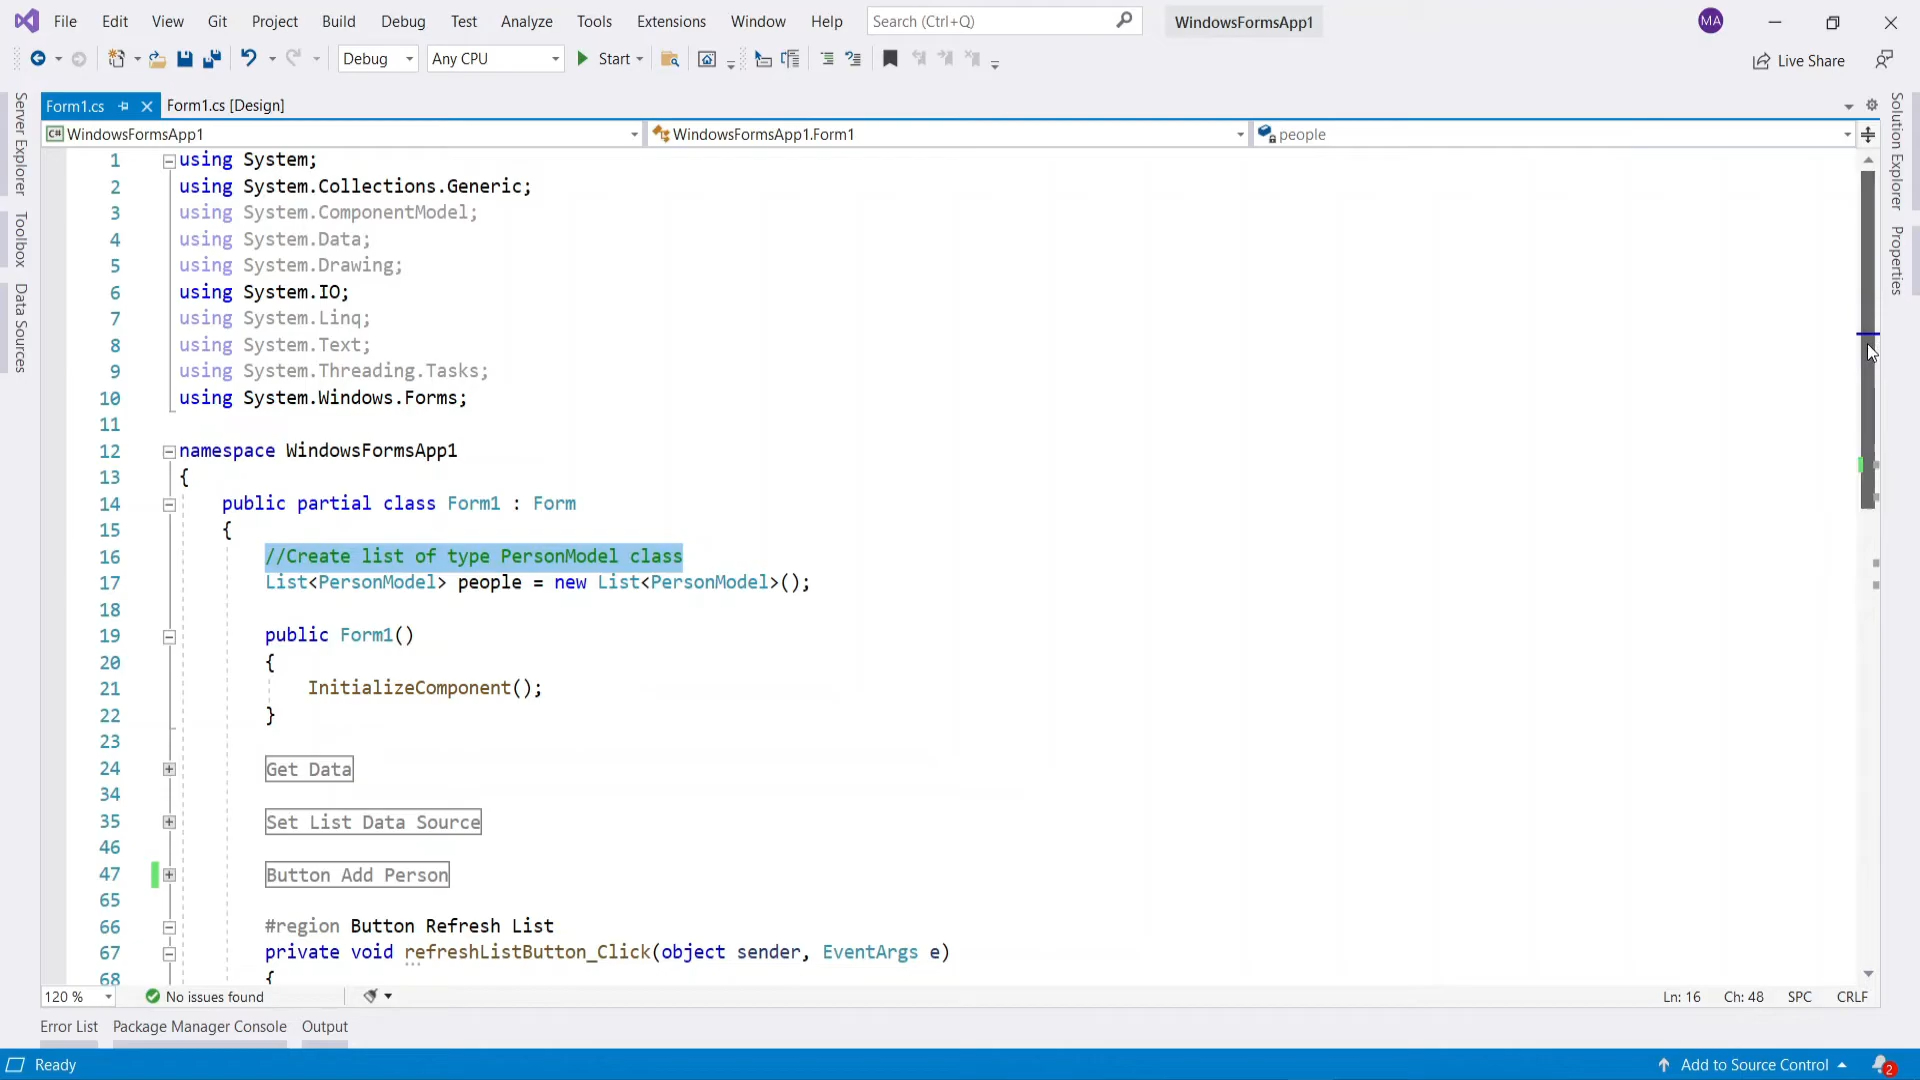 File Edit View Git Project Build Debug Test Analyze Tools Extensions Window Help Search (Ctrl+Q) WindowsFormsApp1 MA
Debug Any CPU Start Live Share
Form1.cs Form1.cs [Design]
C# WindowsFormsApp1 WindowsFormsApp1.Form1 people
Server Explorer
Toolbox
Data Sources
1 using System;
2 using System.Collections.Generic;
3 using System.ComponentModel;
4 using System.Data;
5 using System.Drawing;
6 using System.IO;
7 using System.Linq;
8 using System.Text;
9 using System.Threading.Tasks;
10 using System.Windows.Forms;
11
12 namespace WindowsFormsApp1
13 {
14 public partial class Form1 : Form
15 {
16 //Create list of type PersonModel class
17 List<PersonModel> people = new List<PersonModel>();
18
19 public Form1()
20 {
21 InitializeComponent();
22 }
23
24 Get Data
34
35 Set List Data Source
46
47 Button Add Person
65
66 #region Button Refresh List
67 private void refreshListButton_Click(object sender, EventArgs e)
68 {
Solution Explorer
Properties
120 % No issues found Ln: 16 Ch: 48 SPC CRLF
Error List Package Manager Console Output
Ready Add to Source Control 2